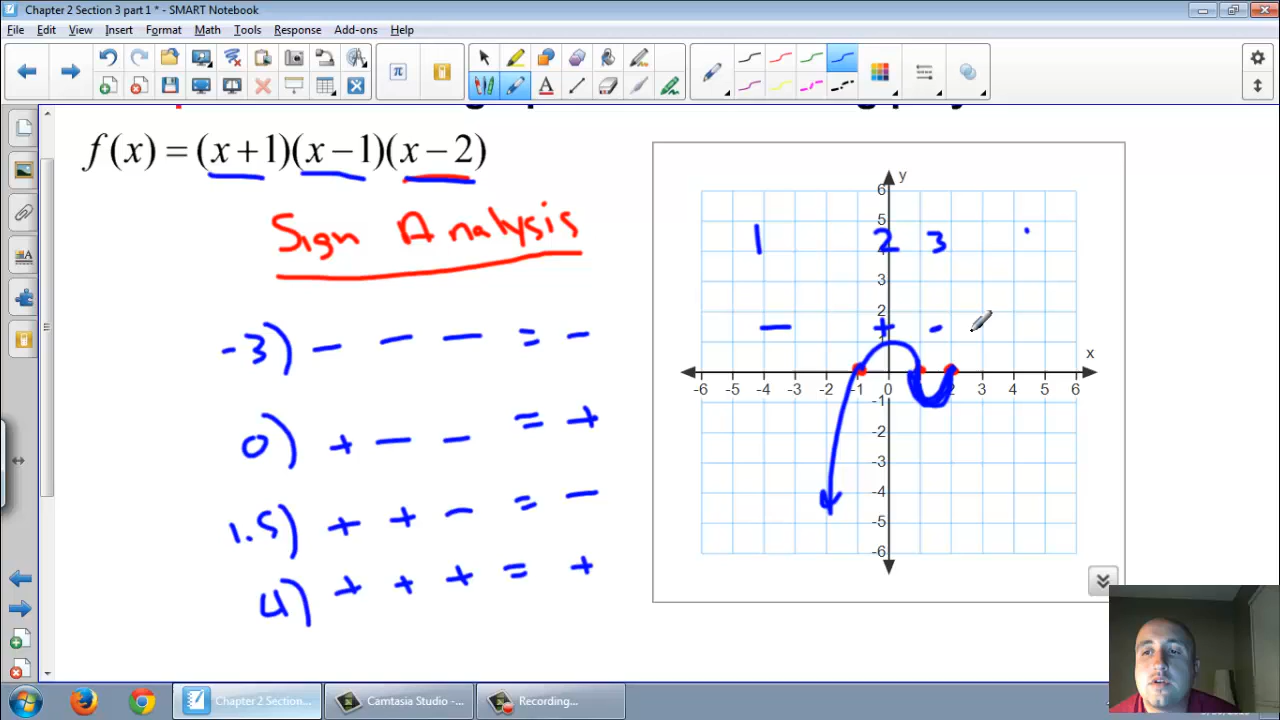 Chapter 2 Section 3 part 1 * - SMART Notebook
File Edit View Insert Format Math Tools Response Add-ons Help
f(x) = (x+1)(x−1)(x−2)
Sign Analysis
-3) - - - = -
0) + - - = +
1.5) + + - = -
4) + + + = +
y
6
5
1 2 3
3
2
- + -
1
x
-6 -5 -4 -3 -2 -1 0 2 3 4 5 6
-1
-2
-3
-4
-5
-6
Chapter 2 Section... Camtasia Studio -... Recording...